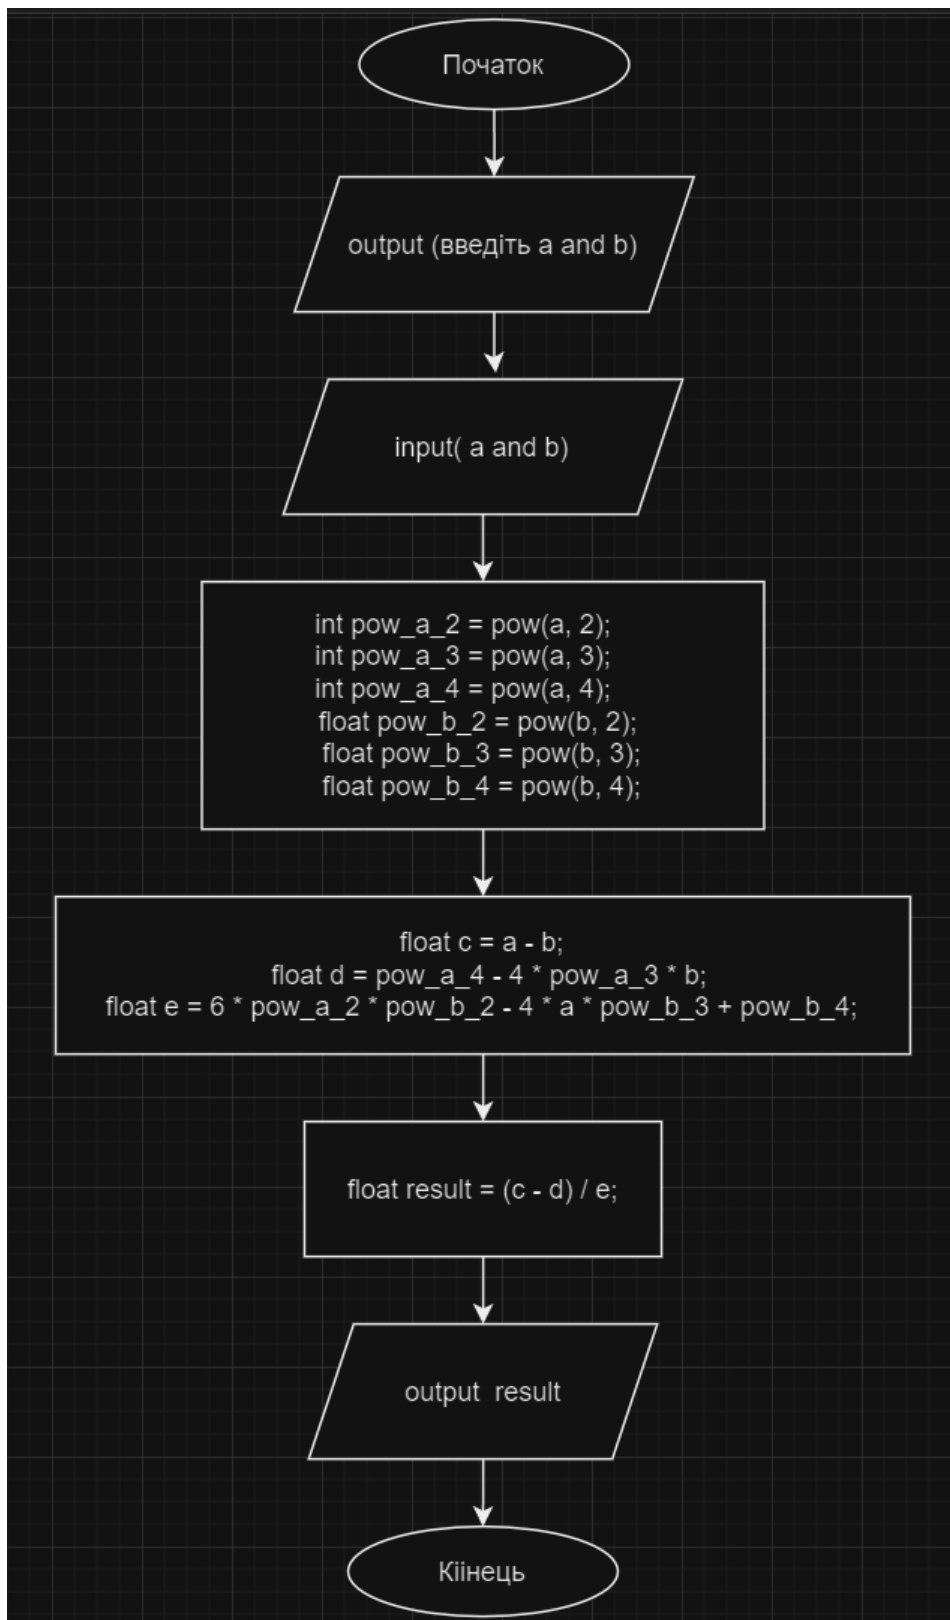 Початок
output (введіть a and b)
input( a and b)
int pow_a_2 = pow(a, 2);
int pow_a_3 = pow(a, 3);
int pow_a_4 = pow(a, 4);
float pow_b_2 = pow(b, 2);
float pow_b_3 = pow(b, 3);
float pow_b_4 = pow(b, 4);
float c = a - b;
float d = pow_a_4 - 4 * pow_a_3 * b;
float e = 6 * pow_a_2 * pow_b_2 - 4 * a * pow_b_3 + pow_b_4;
float result = (c - d) / e;
output  result
Кіінець